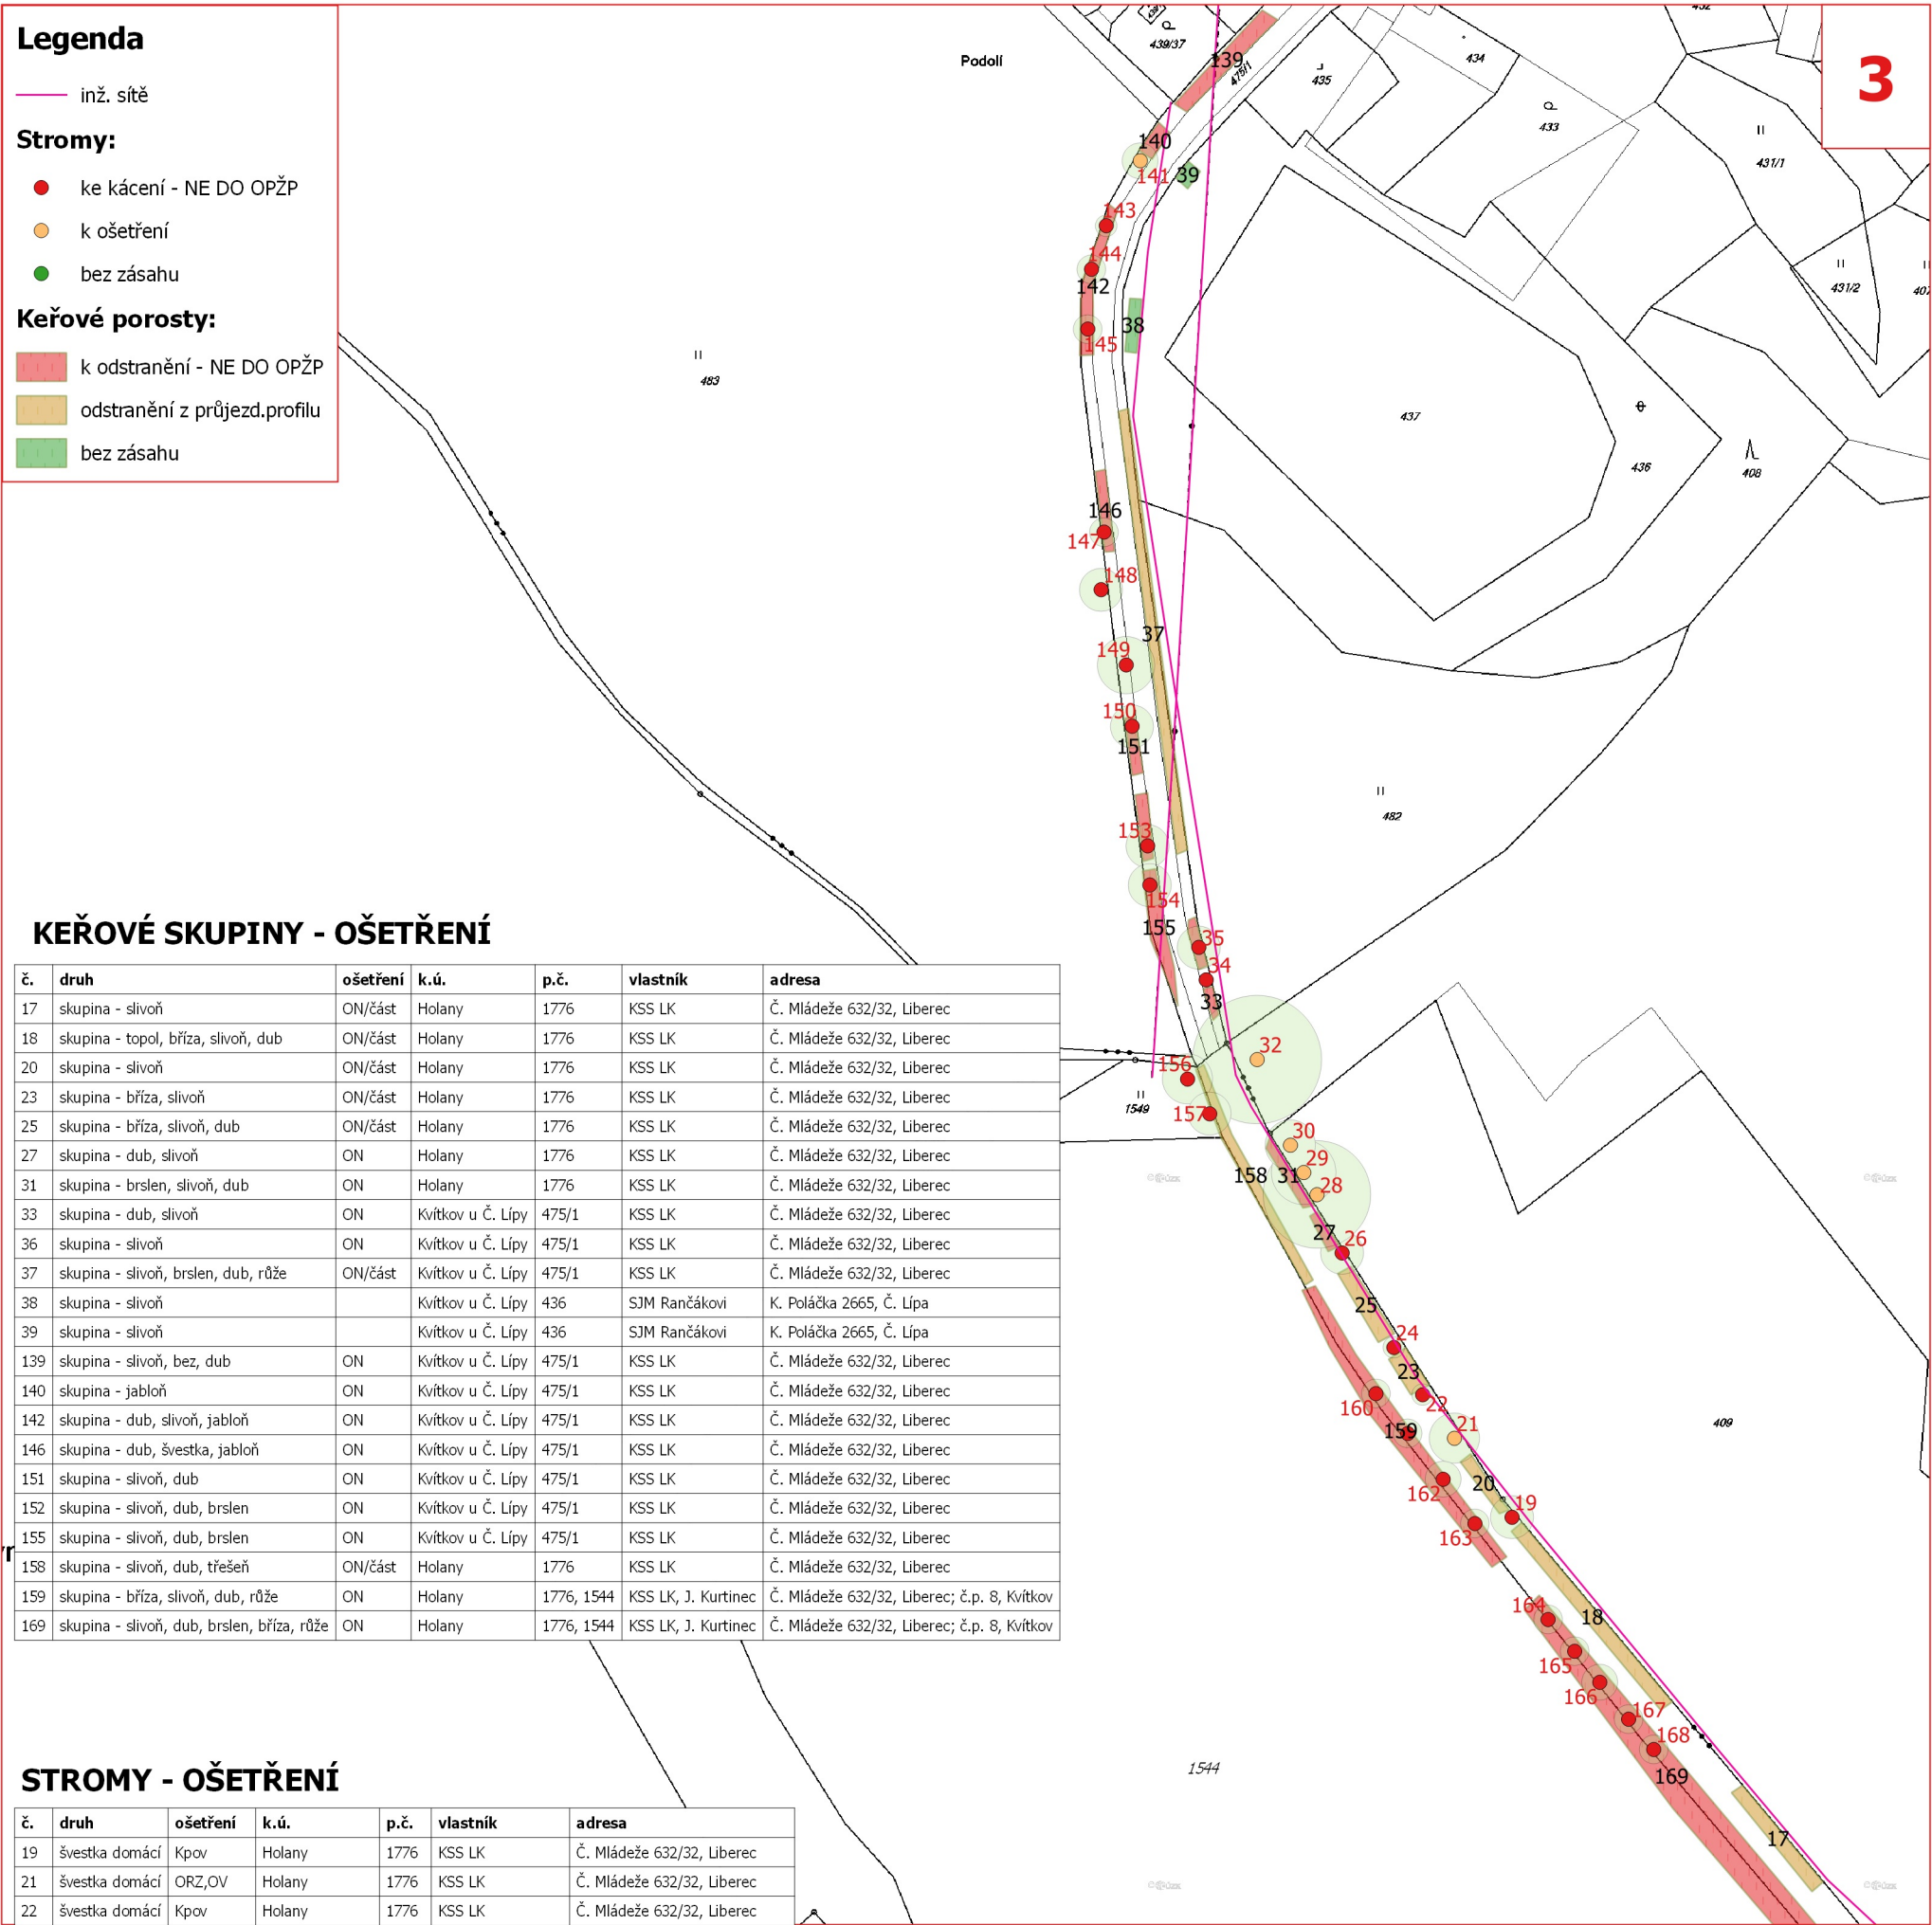 Legenda
inž. sítě
Stromy:
ke kácení - NE DO OPŽP
k ošetření
bez zásahu
Keřové porosty:
k odstranění - NE DO OPŽP
odstranění z průjezd.profilu
bez zásahu
3
Podolí
439/37
475/1
139
435
434
433
432
431/1
431/2
140
141
39
143
144
142
38
145
483
437
436
408
146
147
148
37
149
150
151
482
153
154
155
35
34
33
32
156
1549
157
30
29
158
31
28
27
26
25
24
23
160
22
159
21
409
20
162
19
163
164
18
165
166
167
168
169
1544
17
KEŘOVÉ SKUPINY - OŠETŘENÍ
č. druh ošetření k.ú. p.č. vlastník adresa
17 skupina - slivoň ON/část Holany 1776 KSS LK Č. Mládeže 632/32, Liberec
18 skupina - topol, bříza, slivoň, dub ON/část Holany 1776 KSS LK Č. Mládeže 632/32, Liberec
20 skupina - slivoň ON/část Holany 1776 KSS LK Č. Mládeže 632/32, Liberec
23 skupina - bříza, slivoň ON/část Holany 1776 KSS LK Č. Mládeže 632/32, Liberec
25 skupina - bříza, slivoň, dub ON/část Holany 1776 KSS LK Č. Mládeže 632/32, Liberec
27 skupina - dub, slivoň ON Holany 1776 KSS LK Č. Mládeže 632/32, Liberec
31 skupina - brslen, slivoň, dub ON Holany 1776 KSS LK Č. Mládeže 632/32, Liberec
33 skupina - dub, slivoň ON Kvítkov u Č. Lípy 475/1 KSS LK Č. Mládeže 632/32, Liberec
36 skupina - slivoň ON Kvítkov u Č. Lípy 475/1 KSS LK Č. Mládeže 632/32, Liberec
37 skupina - slivoň, brslen, dub, růže ON/část Kvítkov u Č. Lípy 475/1 KSS LK Č. Mládeže 632/32, Liberec
38 skupina - slivoň Kvítkov u Č. Lípy 436 SJM Rančákovi K. Poláčka 2665, Č. Lípa
39 skupina - slivoň Kvítkov u Č. Lípy 436 SJM Rančákovi K. Poláčka 2665, Č. Lípa
139 skupina - slivoň, bez, dub ON Kvítkov u Č. Lípy 475/1 KSS LK Č. Mládeže 632/32, Liberec
140 skupina - jabloň ON Kvítkov u Č. Lípy 475/1 KSS LK Č. Mládeže 632/32, Liberec
142 skupina - dub, slivoň, jabloň ON Kvítkov u Č. Lípy 475/1 KSS LK Č. Mládeže 632/32, Liberec
146 skupina - dub, švestka, jabloň ON Kvítkov u Č. Lípy 475/1 KSS LK Č. Mládeže 632/32, Liberec
151 skupina - slivoň, dub ON Kvítkov u Č. Lípy 475/1 KSS LK Č. Mládeže 632/32, Liberec
152 skupina - slivoň, dub, brslen ON Kvítkov u Č. Lípy 475/1 KSS LK Č. Mládeže 632/32, Liberec
155 skupina - slivoň, dub, brslen ON Kvítkov u Č. Lípy 475/1 KSS LK Č. Mládeže 632/32, Liberec
158 skupina - slivoň, dub, třešeň ON/část Holany 1776 KSS LK Č. Mládeže 632/32, Liberec
159 skupina - bříza, slivoň, dub, růže ON Holany 1776, 1544 KSS LK, J. Kurtinec Č. Mládeže 632/32, Liberec; č.p. 8, Kvítkov
169 skupina - slivoň, dub, brslen, bříza, růže ON Holany 1776, 1544 KSS LK, J. Kurtinec Č. Mládeže 632/32, Liberec; č.p. 8, Kvítkov
STROMY - OŠETŘENÍ
č. druh ošetření k.ú. p.č. vlastník adresa
19 švestka domácí Kpov Holany 1776 KSS LK Č. Mládeže 632/32, Liberec
21 švestka domácí ORZ,OV Holany 1776 KSS LK Č. Mládeže 632/32, Liberec
22 švestka domácí Kpov Holany 1776 KSS LK Č. Mládeže 632/32, Liberec